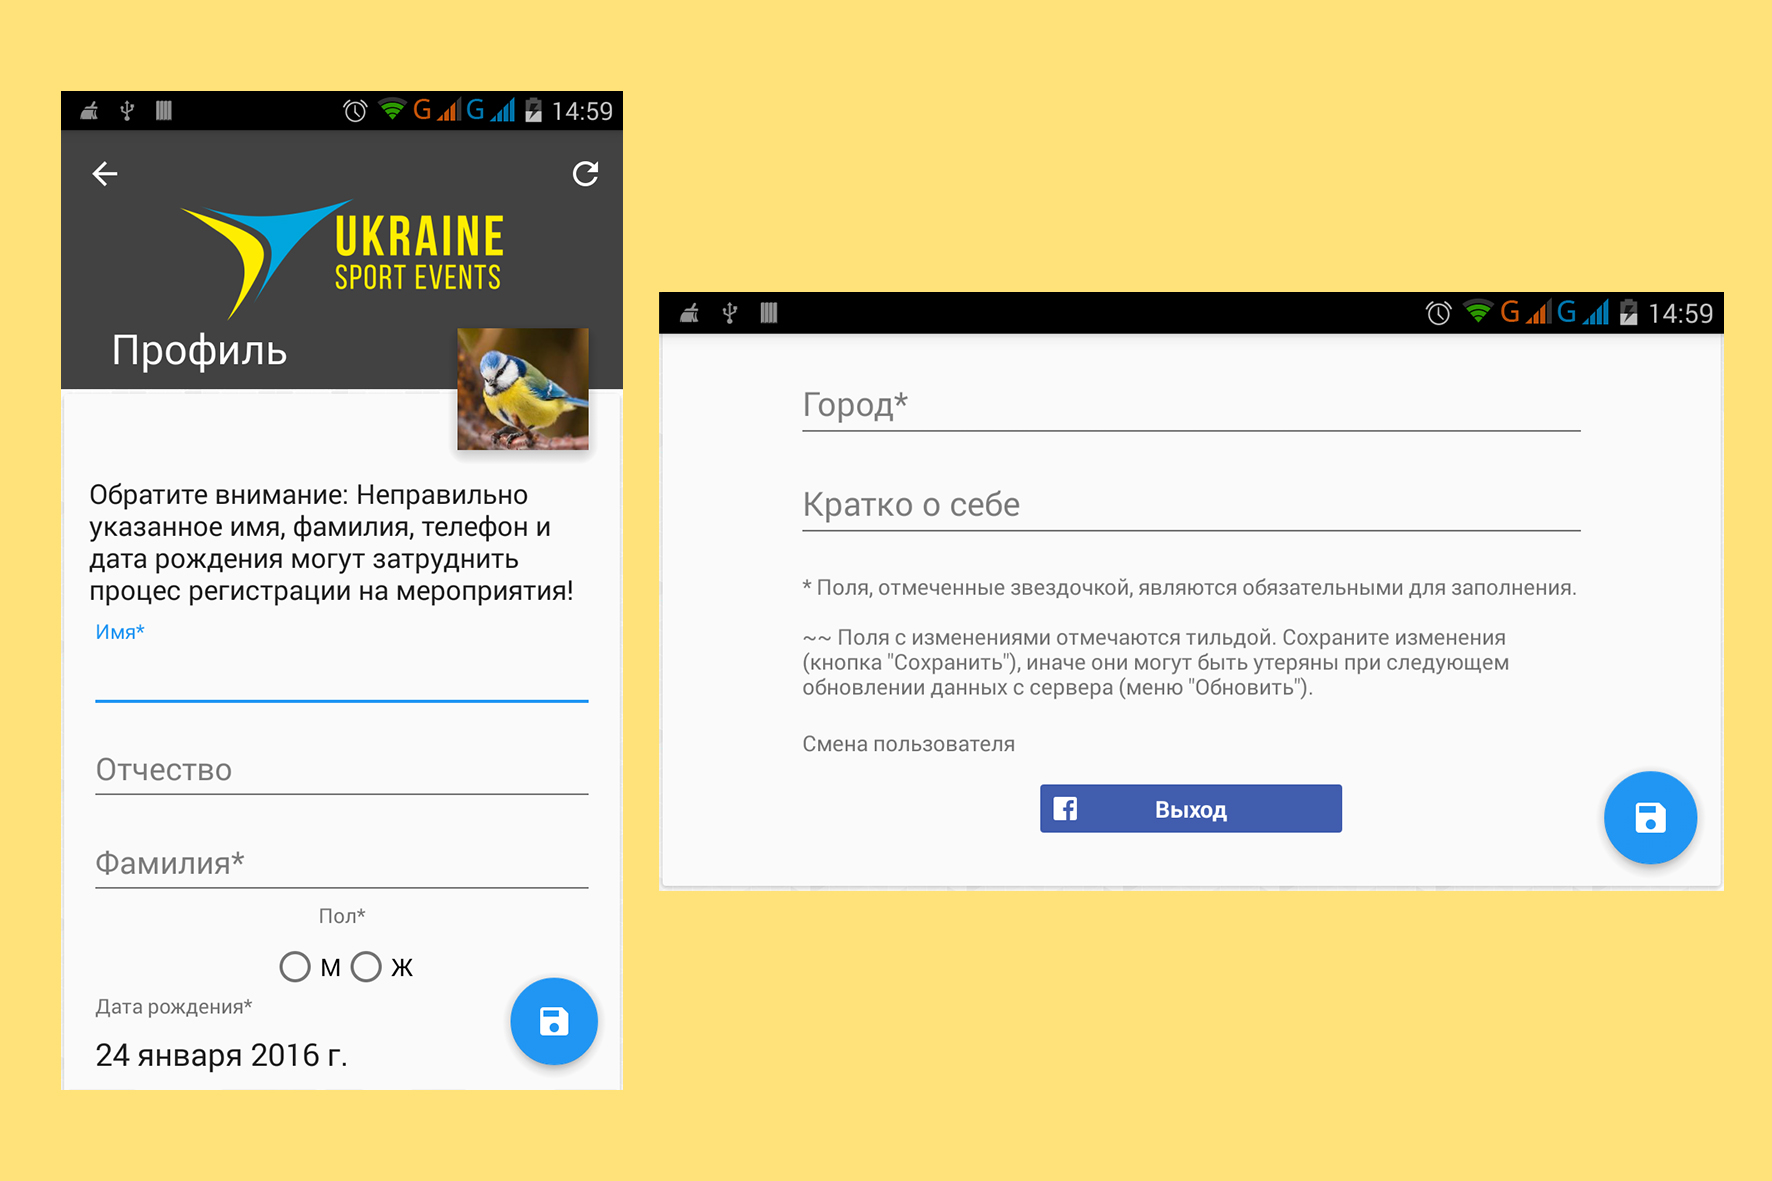 G G 14:59
UKRAINE
SPORT EVENTS
Профиль
Обратите внимание: Неправильно
указанное имя, фамилия, телефон и
дата рождения могут затруднить
процес регистрации на мероприятия!
Имя*
Отчество
Фамилия*
Пол*
М Ж
Дата рождения*
24 января 2016 г.
G G 14:59
Город*
Кратко о себе
* Поля, отмеченные звездочкой, являются обязательными для заполнения.
~~ Поля с изменениями отмечаются тильдой. Сохраните изменения
(кнопка "Сохранить"), иначе они могут быть утеряны при следующем
обновлении данных с сервера (меню "Обновить").
Смена пользователя
Выход